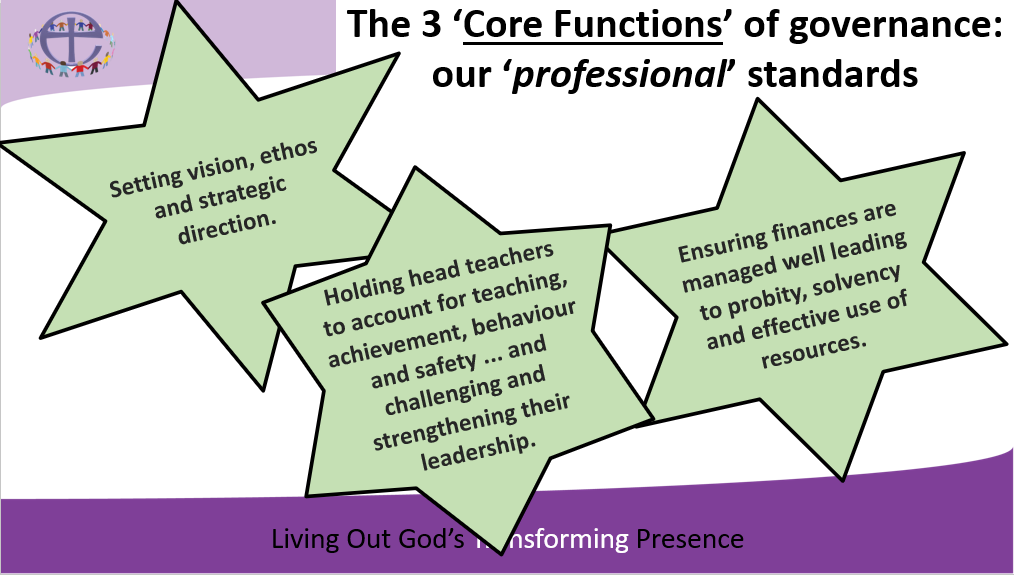 The 3 ‘Core Functions’ of governance:
our ‘professional’ standards
Setting vision, ethos
and strategic
direction.
Holding head teachers
to account for teaching,
achievement, behaviour
and safety ... and
challenging and
strengthening their
leadership.
Ensuring finances are
managed well leading
to probity, solvency
and effective use of
resources.
Living Out God’s Transforming Presence